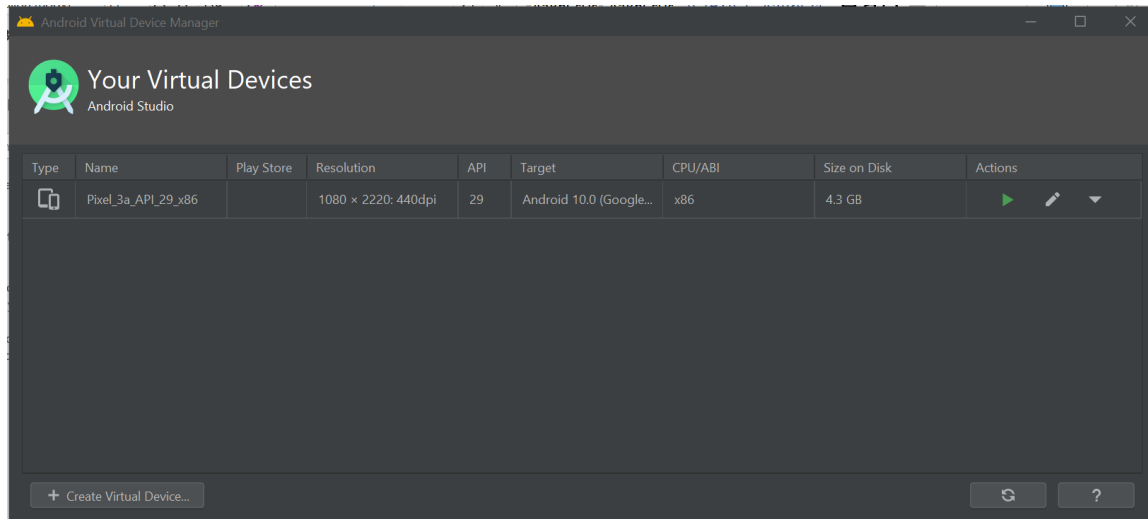 Android Virtual Device Manager
Your Virtual Devices
Android Studio
Type Name Play Store Resolution API Target CPU/ABI Size on Disk Actions
Pixel_3a_API_29_x86 1080 × 2220: 440dpi 29 Android 10.0 (Google... x86 4.3 GB
+ Create Virtual Device... ?